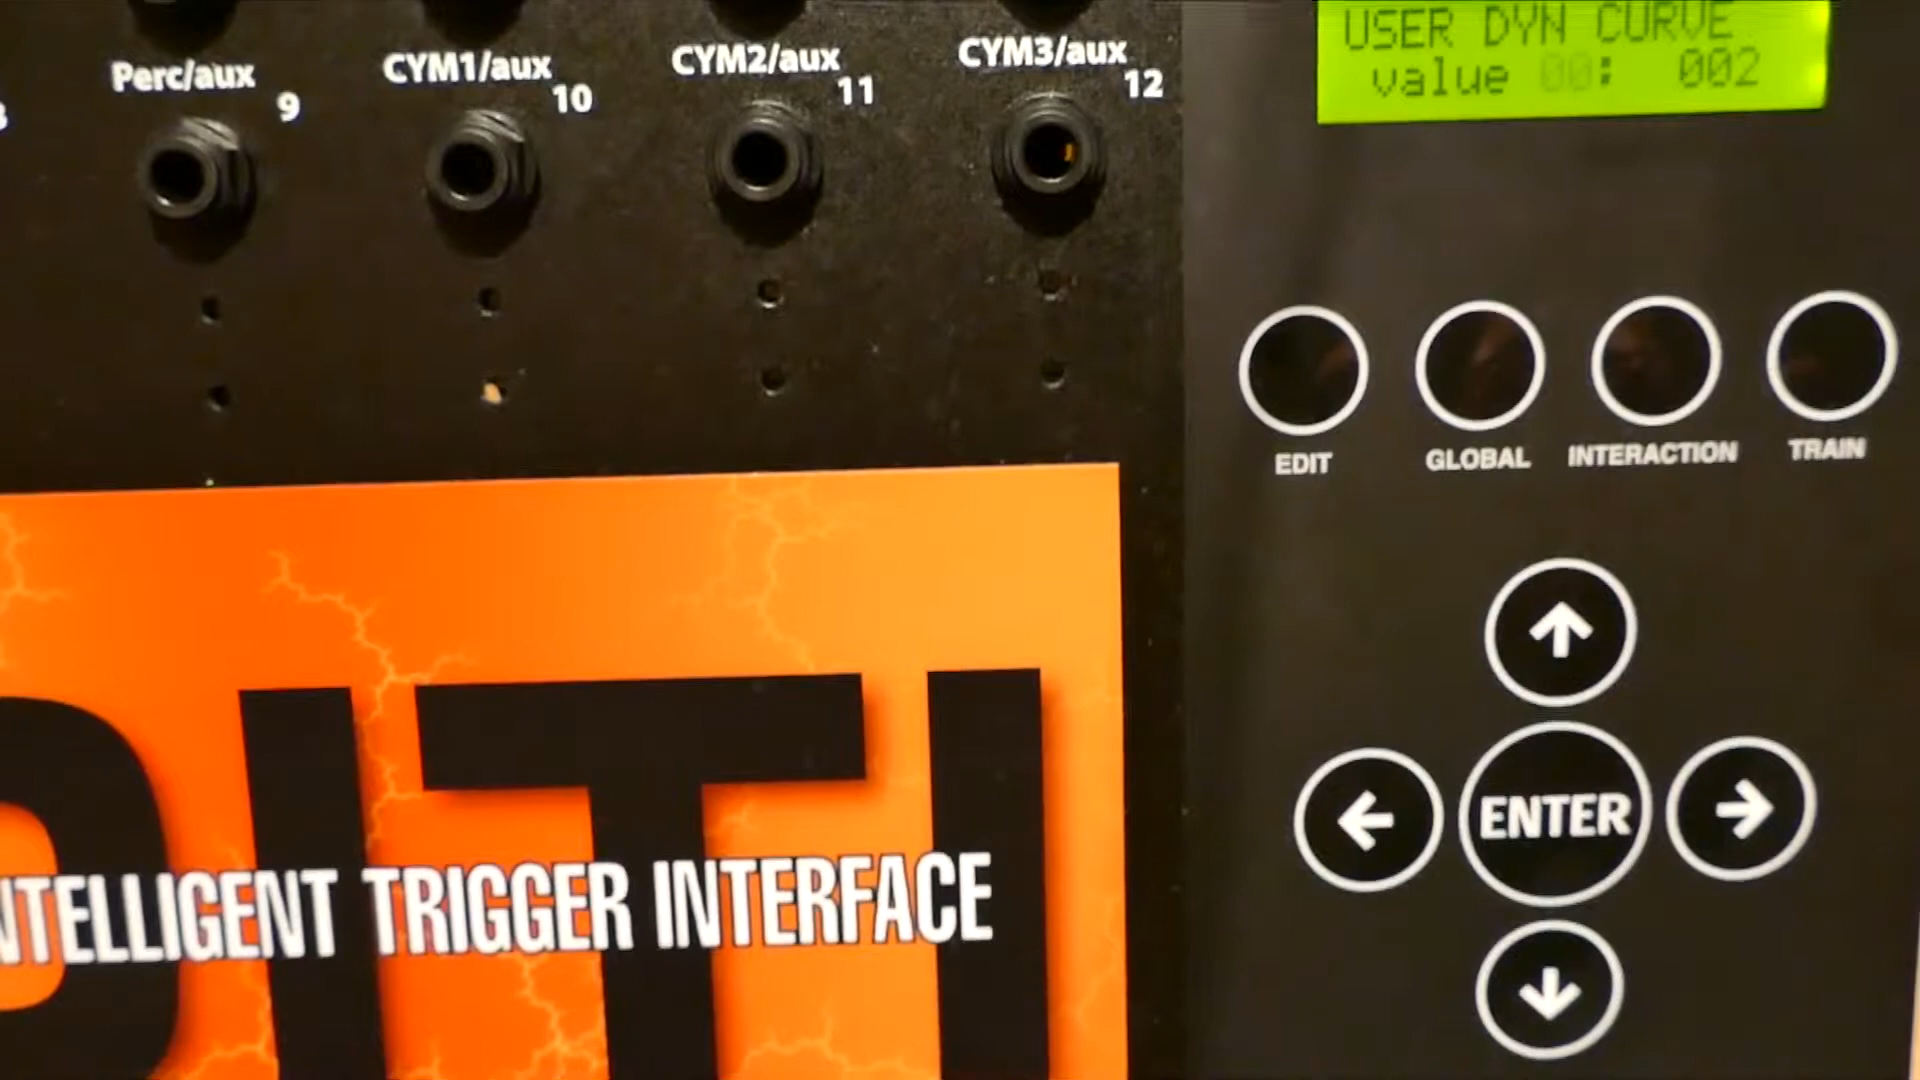 Perc/aux
9
CYM1/aux
10
CYM2/aux
11
CYM3/aux
12
USER DYN CURVE
value 00: 002
EDIT
GLOBAL
INTERACTION
TRAIN
ENTER
ITI
NTELLIGENT TRIGGER INTERFACE